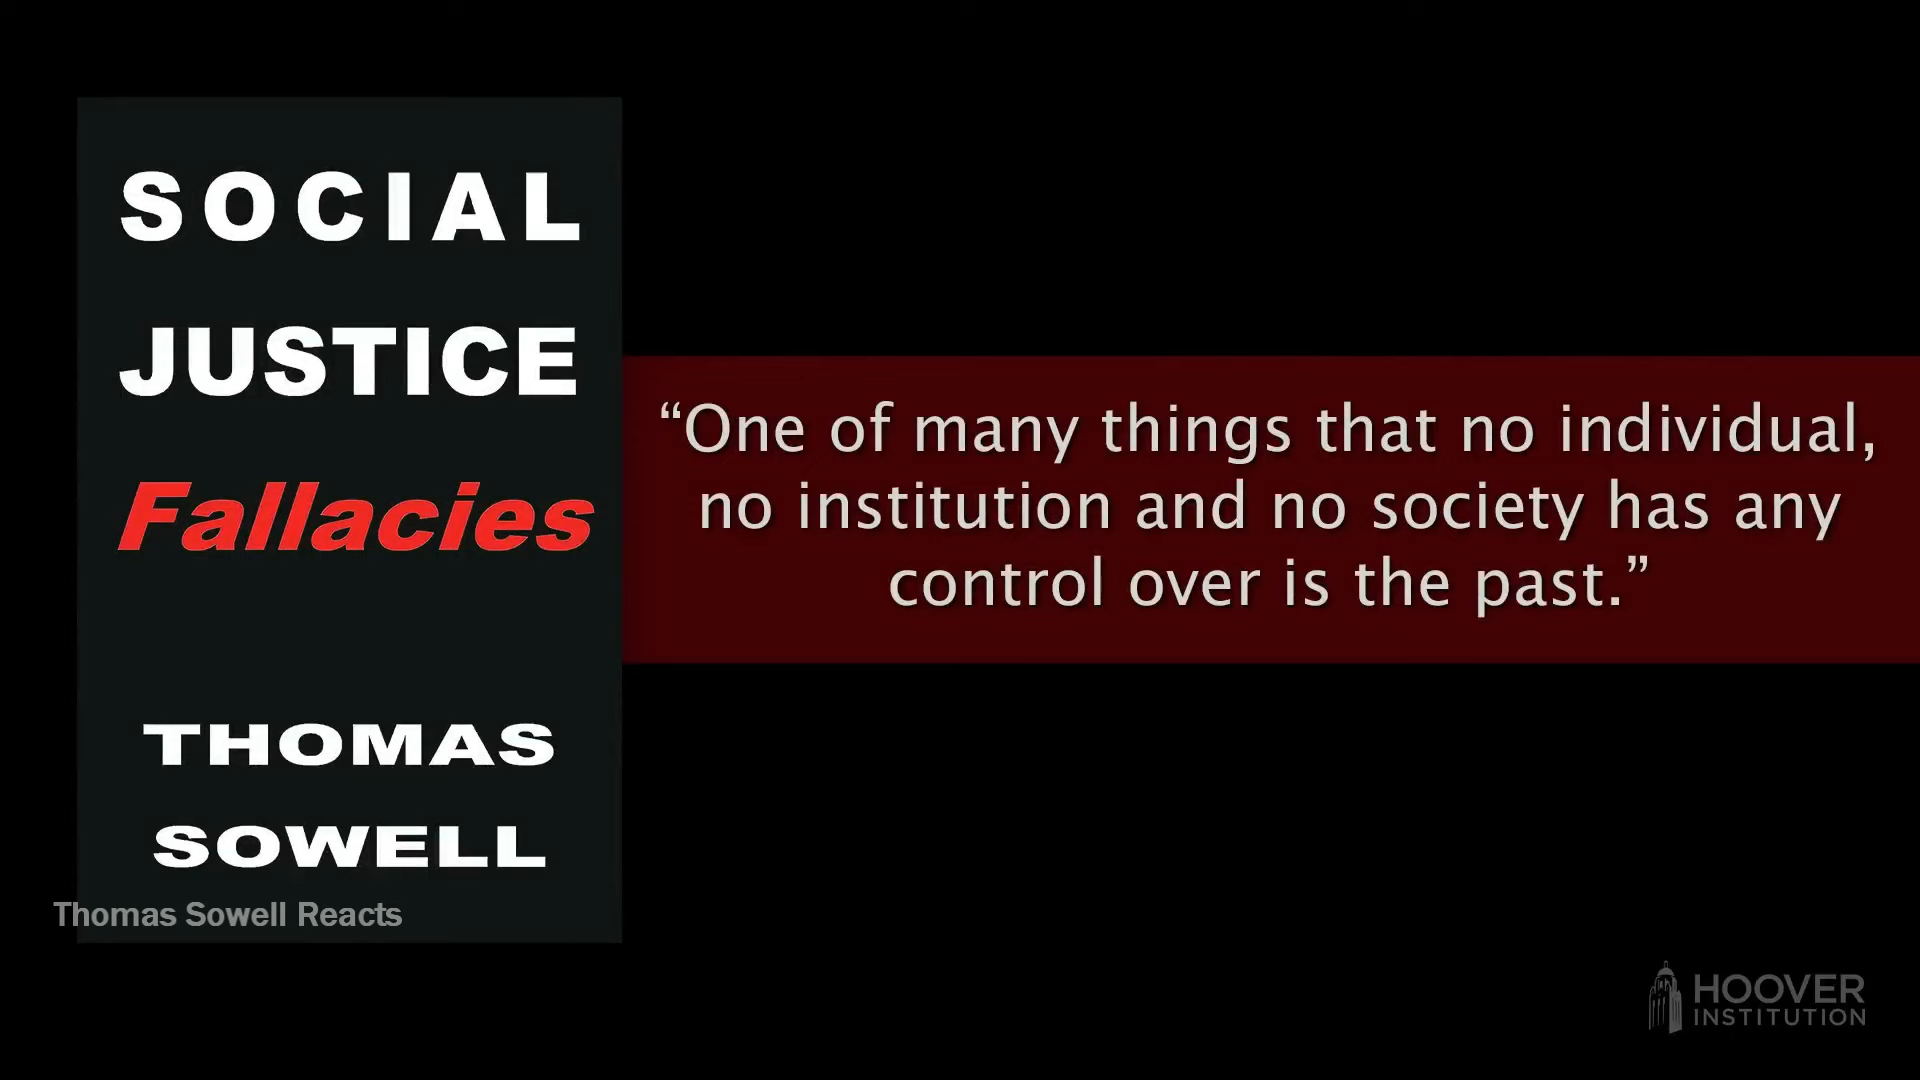 SOCIAL
JUSTICE
Fallacies
THOMAS
SOWELL
Thomas Sowell Reacts
“One of many things that no individual,
no institution and no society has any
control over is the past.”
HOOVER
INSTITUTION